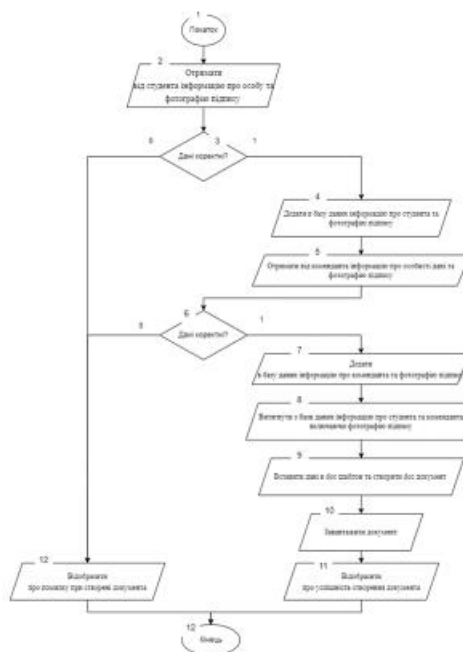 1
Початок
2
Отримати
від студента інформацію про особу та
фотографію підпису
0
3
1
Дані коректні?
4
Додати в базу даних інформацію про студента та
фотографію підпису
5
Отримати від коменданта інформацію про особисті дані та
фотографію підпису
6
0
Дані коректні?
1
7
Додати
в базу даних інформацію про коменданта та фотографію підпису
8
Витягнути з бази даних інформацію про студента та коменданта
включаючи фотографію підпису
9
Вставити дані в doc шаблон та створити doc документ
10
Завантажити документ
12
Відобразити
про помилку при створені документа
11
Відобразити
про успішність створення документа
12
Кінець